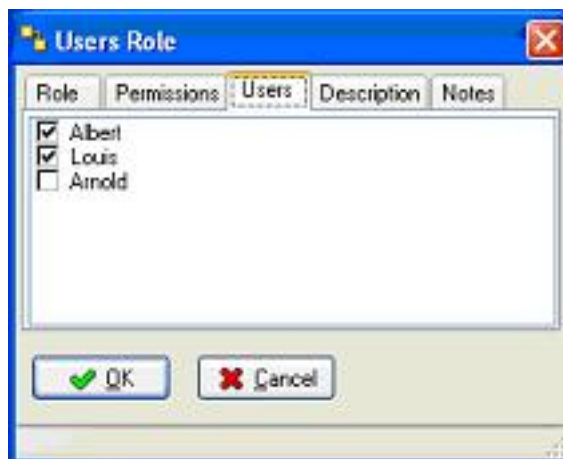 Users Role
Role Permissions Users Description Notes
Albert
Louis
Arnold
OK Cancel